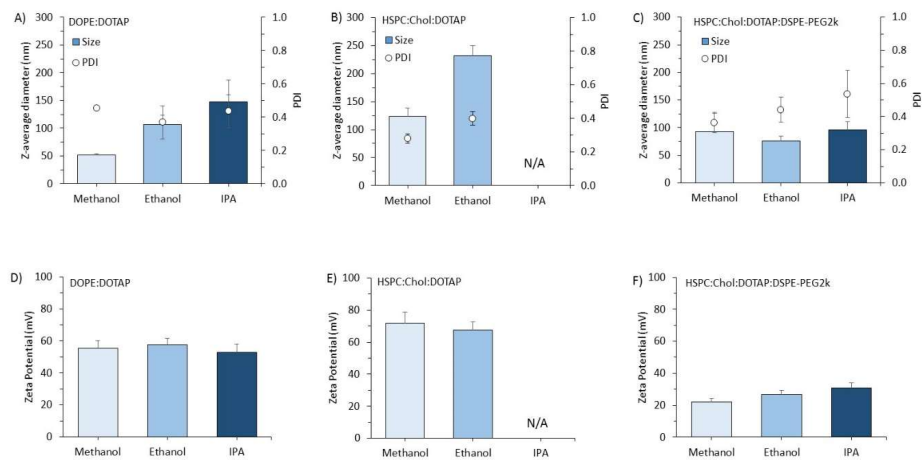 A) DOPE:DOTAP
Z-average diameter (nm)
300
250
200
150
100
50
0
Size
PDI
1.0
0.8
0.6
0.4
0.2
0.0
PDI
Methanol Ethanol IPA
B) HSPC:Chol:DOTAP
Z-average diameter (nm)
300
250
200
150
100
50
0
Size
PDI
N/A
1.0
0.8
0.6
0.4
0.2
0.0
PDI
Methanol Ethanol IPA
C) HSPC:Chol:DOTAP:DSPE-PEG2k
Z-average diameter (nm)
300
250
200
150
100
50
0
Size
PDI
1.0
0.8
0.6
0.4
0.2
0.0
PDI
Methanol Ethanol IPA
D) DOPE:DOTAP
Zeta Potential (mV)
100
80
60
40
20
0
Methanol Ethanol IPA
E) HSPC:Chol:DOTAP
Zeta Potential (mV)
100
80
60
40
20
0
N/A
Methanol Ethanol IPA
F) HSPC:Chol:DOTAP:DSPE-PEG2k
Zeta Potential (mV)
100
80
60
40
20
0
Methanol Ethanol IPA